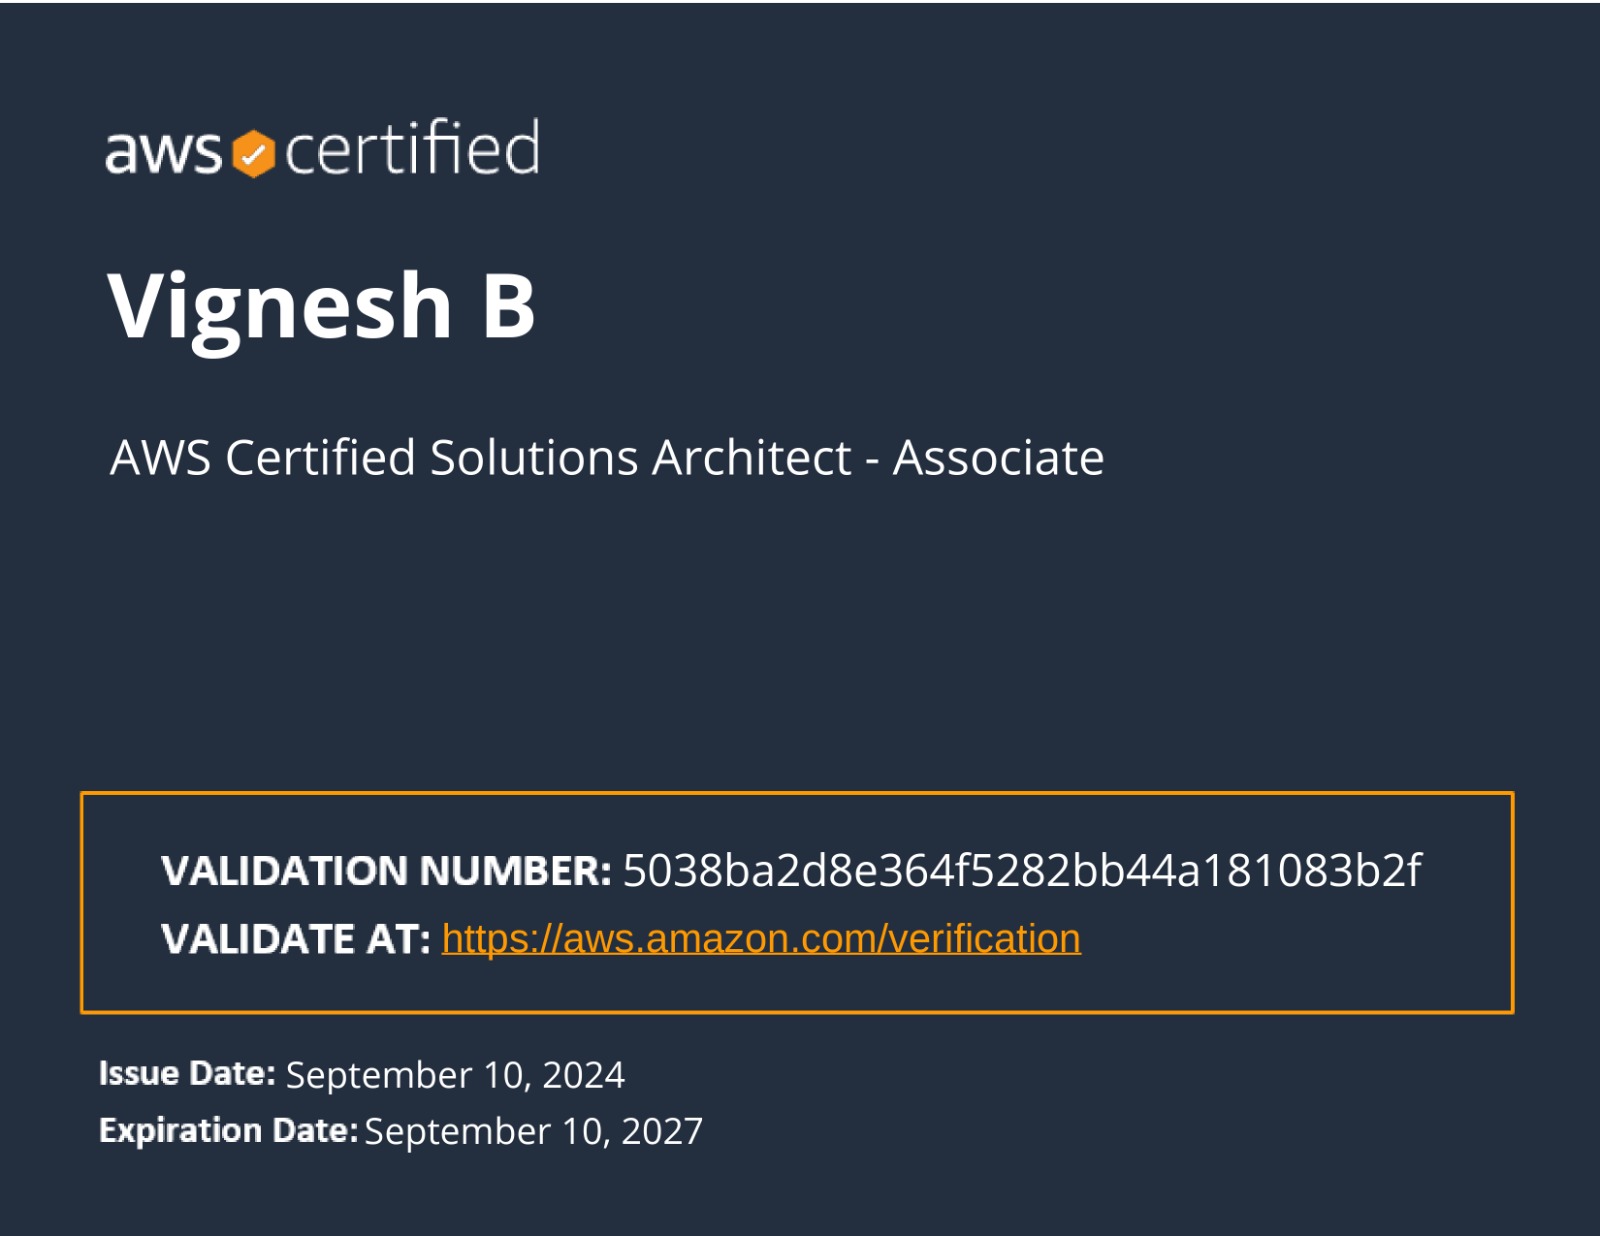 aws certified
Vignesh B
AWS Certified Solutions Architect - Associate
VALIDATION NUMBER: 5038ba2d8e364f5282bb44a181083b2f
VALIDATE AT: https://aws.amazon.com/verification
Issue Date: September 10, 2024
Expiration Date: September 10, 2027